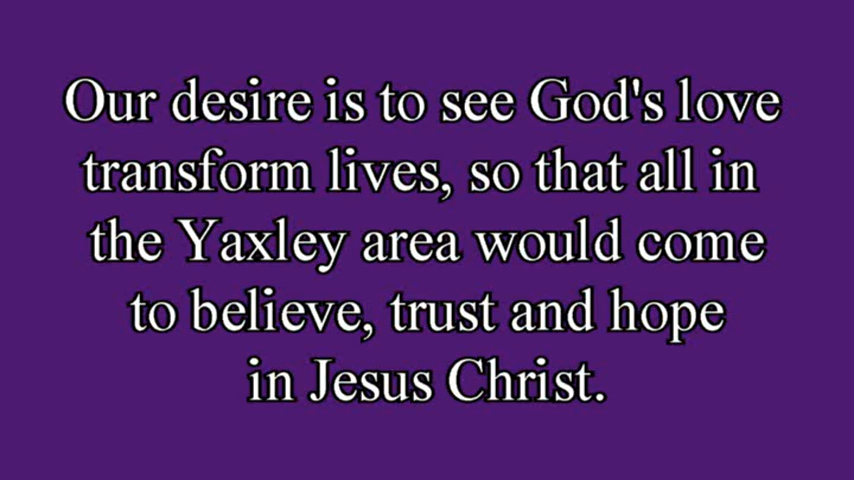 Our desire is to see God's love
transform lives, so that all in
the Yaxley area would come
to believe, trust and hope
in Jesus Christ.